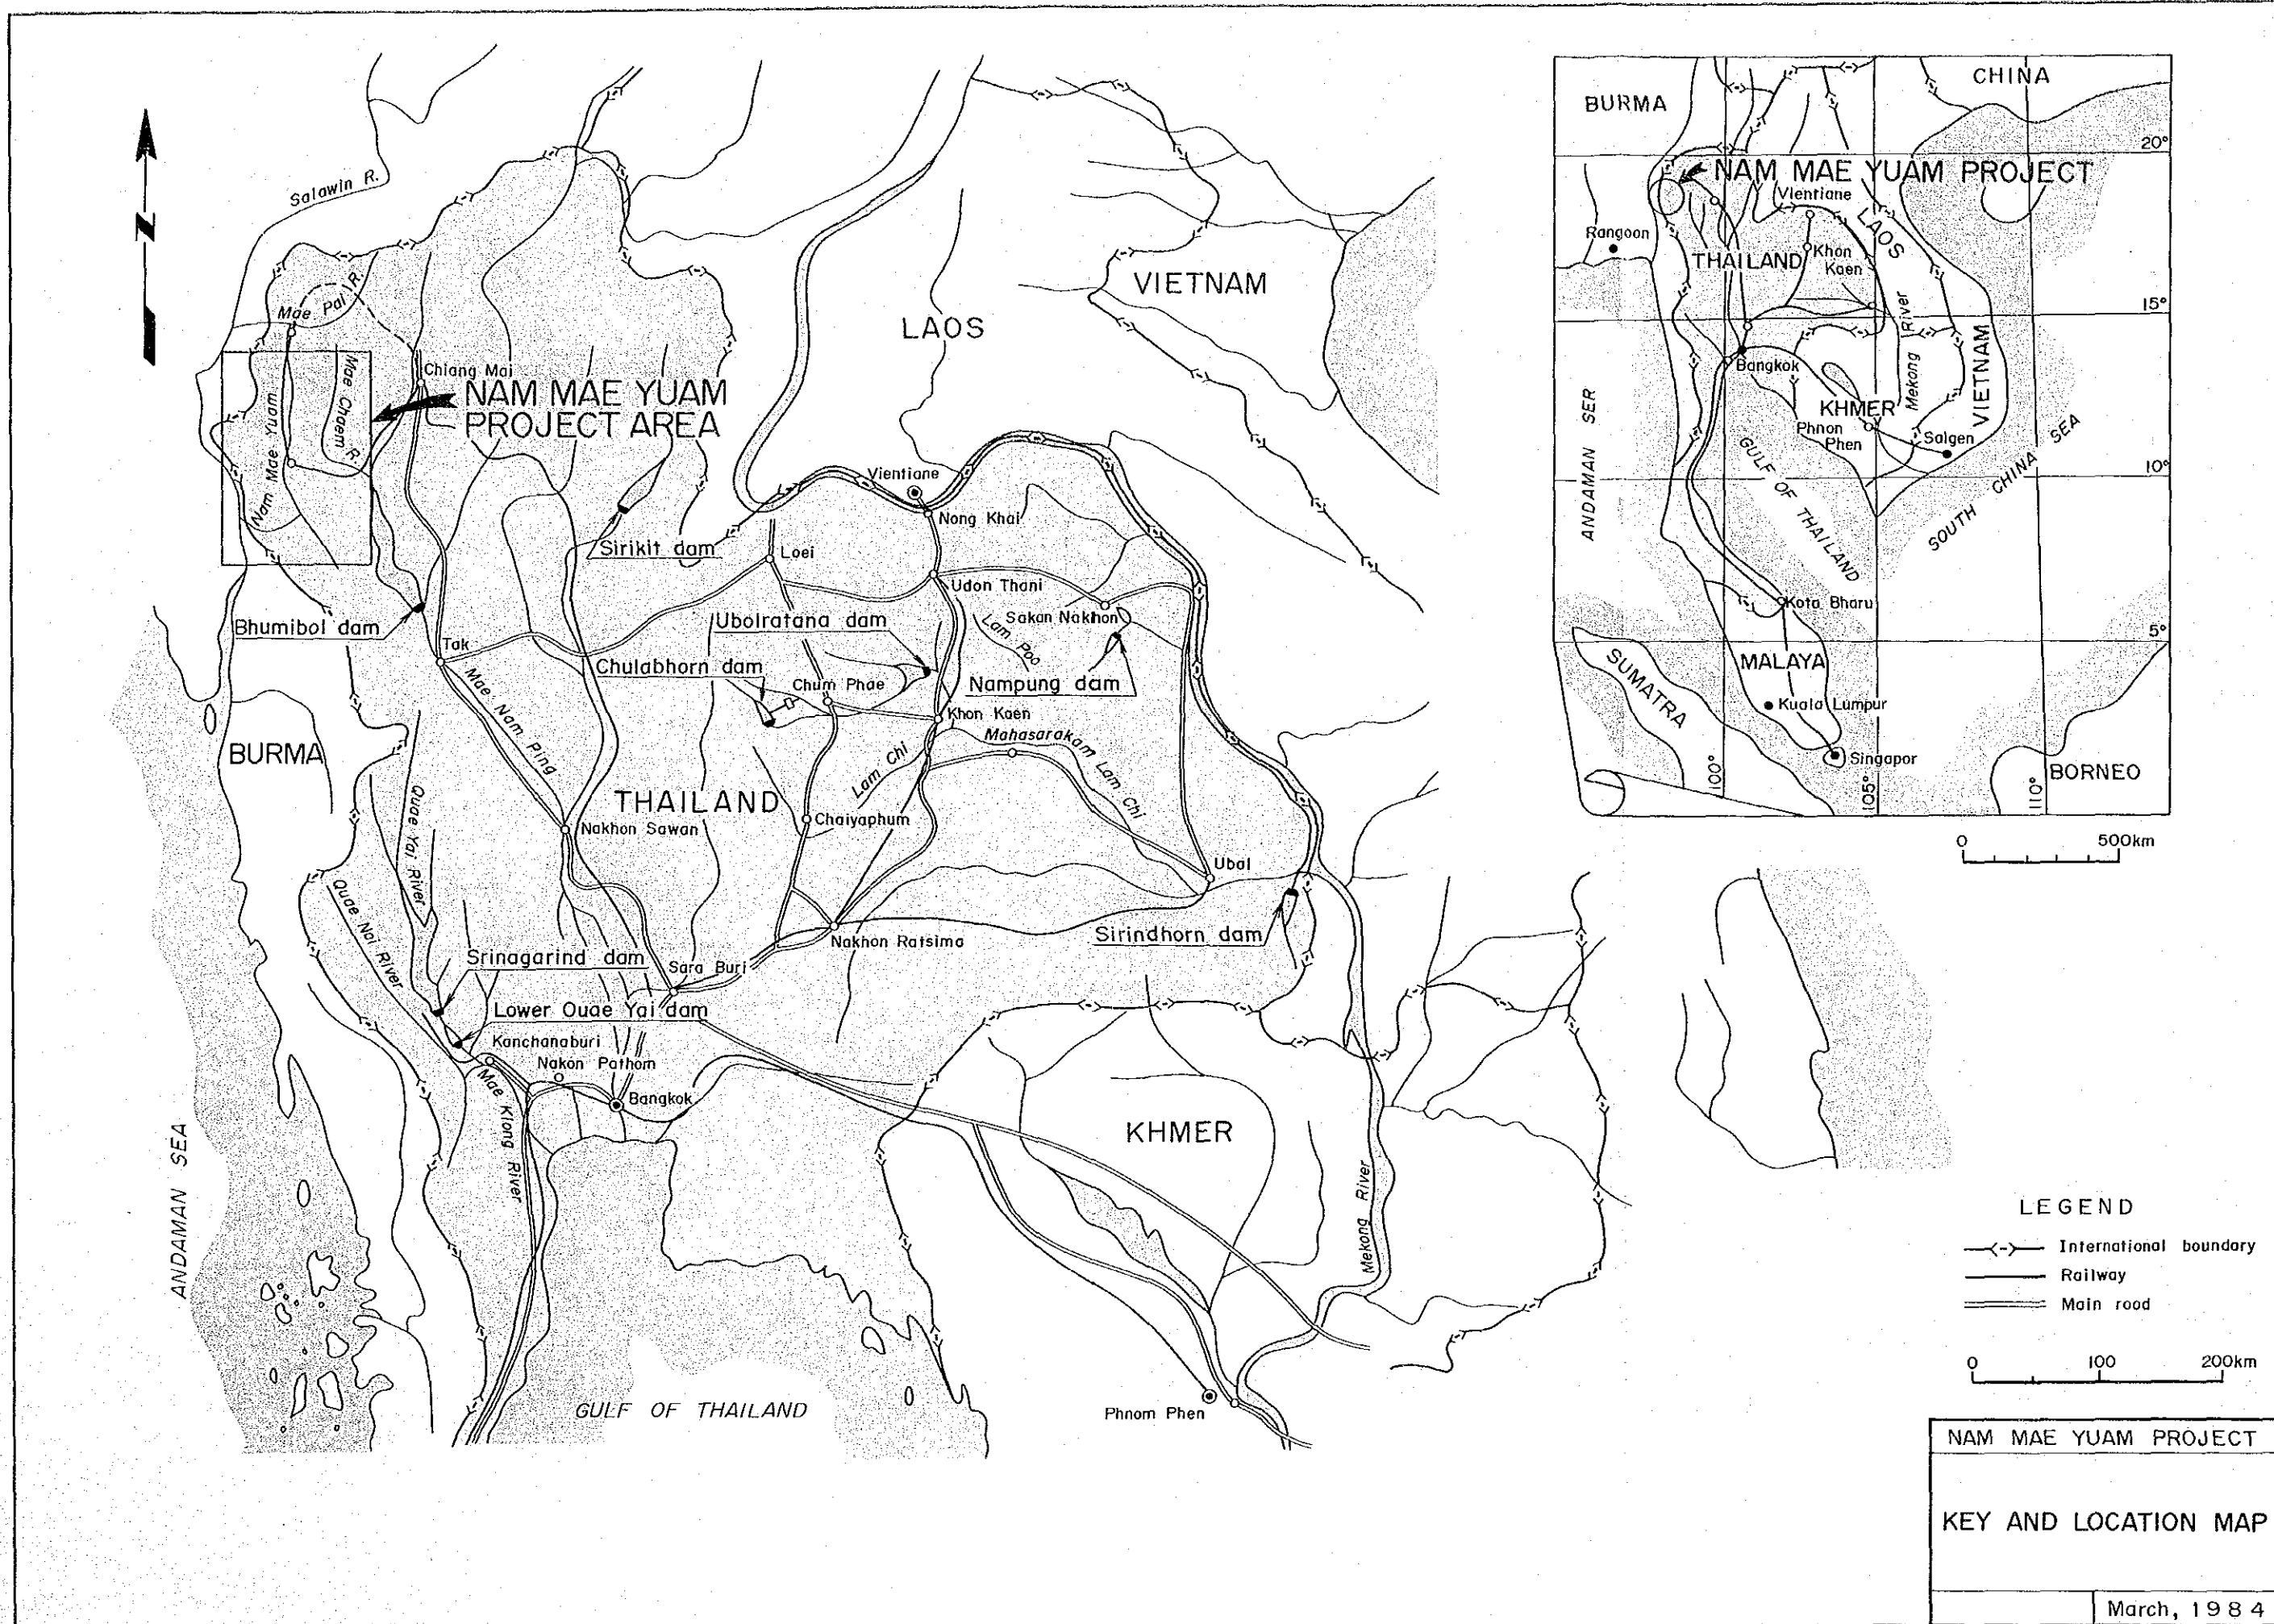 N
Salawin R.
Mae Pai R.
Mae Chaem R.
Nam Mae Yuam
Chiang Mai
NAM MAE YUAM
PROJECT AREA
LAOS
VIETNAM
Vientiane
Nong Khai
Sirikit dam
Loei
Udon Thani
Bhumibol dam
Ubolratana dam
Sakan Nakhon
Lam Poo
Tak
Chulabhorn dam
Chum Phae
Nampung dam
Mae Nam Ping
Khon Kaen
Mahasarakam
Lam Chi
Lam Chi
BURMA
THAILAND
Quae Yai River
Nakhon Sawan
Chaiyaphum
Ubal
Quae Noi River
Nakhon Ratsima
Sirindhorn dam
Srinagarind dam
Sara Buri
Lower Quae Yai dam
Kanchanaburi
Nakon Pathom
Bangkok
Mae Klong River
KHMER
Mekong River
ANDAMAN SEA
GULF OF THAILAND
Phnom Phen
BURMA
CHINA
20°
NAM MAE YUAM PROJECT
Vientiane
LAOS
Rangoon
THAILAND
Khon
Kaen
15°
Mekong River
VIETNAM
Bangkok
ANDAMAN SER
KHMER
Phnon
Phen
Saigen
GULF OF THAILAND
SOUTH CHINA SEA
10°
Kota Bharu
5°
SUMATRA
MALAYA
Kuala Lumpur
Singapor
BORNEO
100°
105°
110°
0 500km
LEGEND
International boundary
Railway
Main rood
0 100 200km
NAM MAE YUAM PROJECT
KEY AND LOCATION MAP
March, 1984